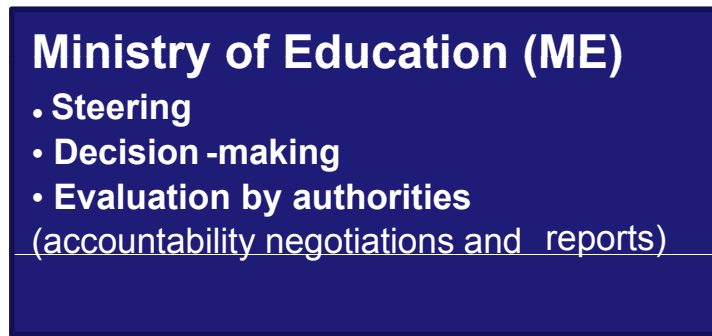 Ministry of Education (ME)
• Steering
• Decision -making
• Evaluation by authorities
(accountability negotiations and reports)